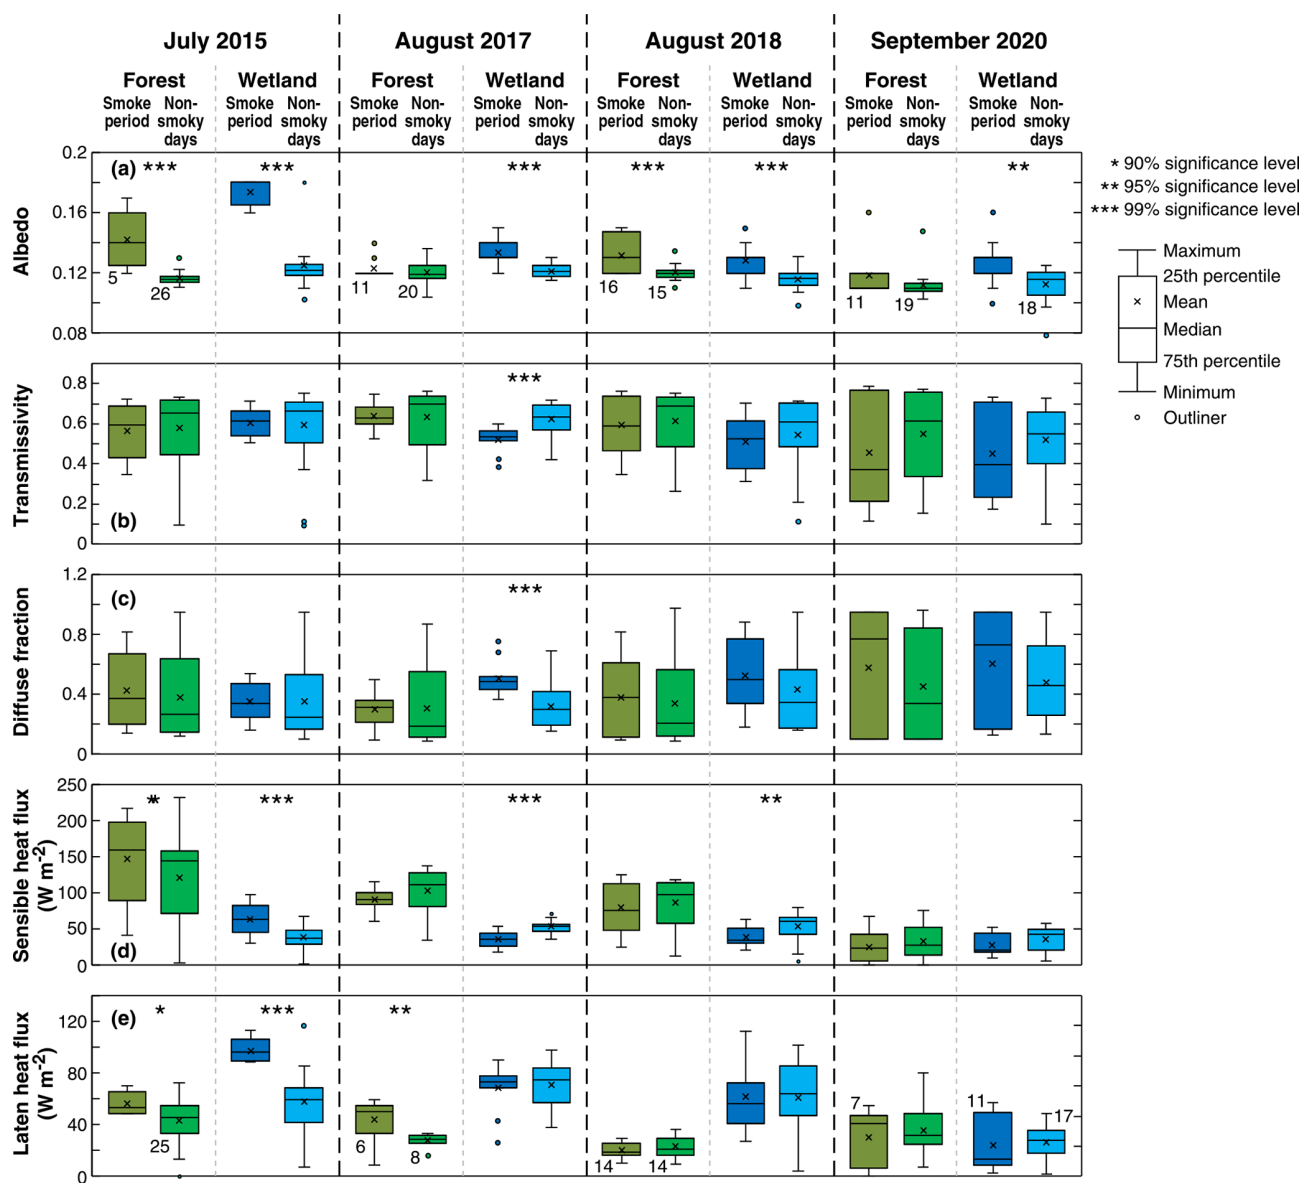 July 2015 August 2017 August 2018 September 2020
Forest Wetland Forest Wetland Forest Wetland Forest Wetland
Smoke Non- Smoke Non- Smoke Non- Smoke Non- Smoke Non- Smoke Non- Smoke Non- Smoke Non-
period smoky period smoky period smoky period smoky period smoky period smoky period smoky period smoky
days days days days days days days days
0.2
(a) *** *** *** *** *** **
* 90% significance level
** 95% significance level
*** 99% significance level
0.16
Albedo
0.12
5 26 11 20 16 15 11 19 18
0.08
Maximum
25th percentile
Mean
Median
75th percentile
Minimum
Outliner
0.8
***
0.6
Transmissivity
0.4
0.2
(b)
0
1.2
(c) ***
0.8
Diffuse fraction
0.4
0
250
** *** *** **
200
Sensible heat flux
(W m-2)
150
100
50
(d)
0
(e) * *** **
120
Laten heat flux
(W m-2)
80
40
25 6 8 14 14 7 11 17
0